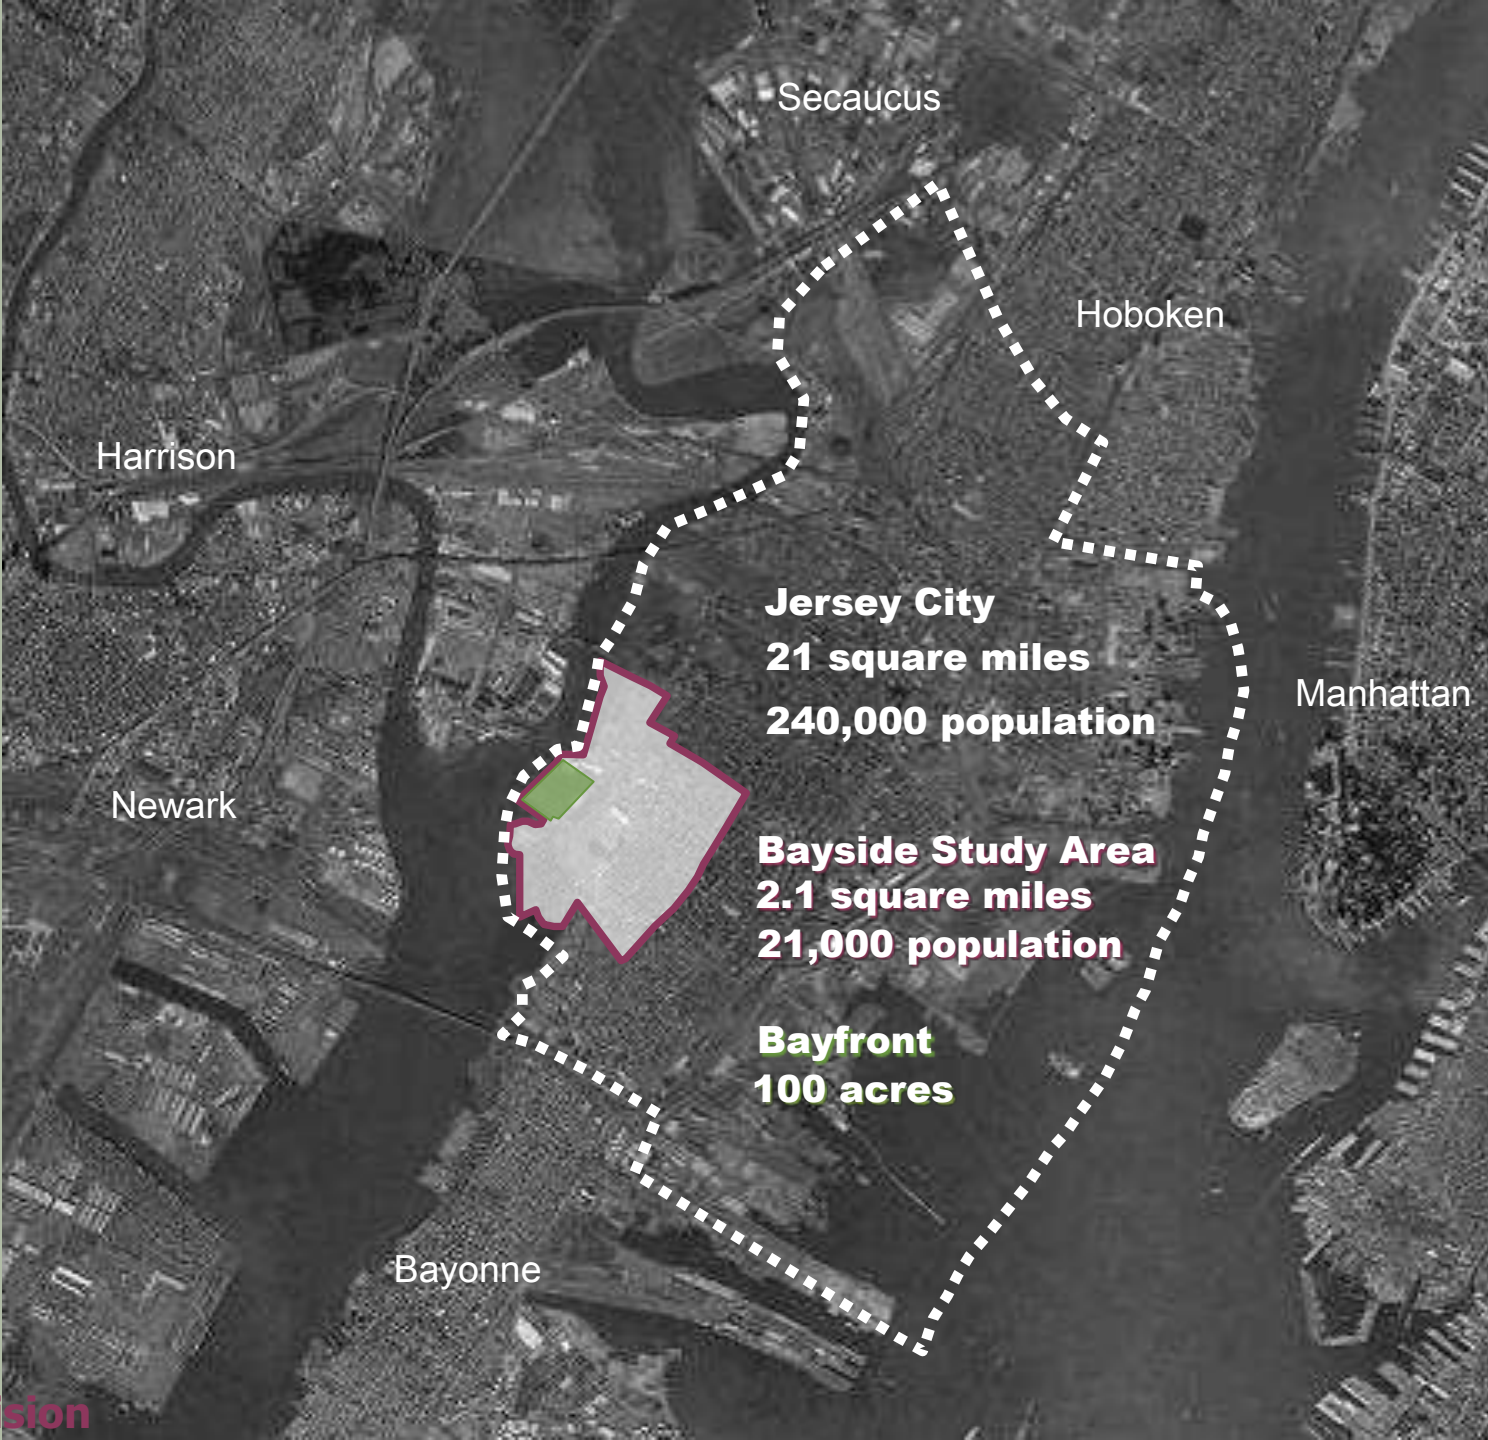 Secaucus
Hoboken
Harrison
Jersey City
21 square miles
240,000 population
Manhattan
Newark
Bayside Study Area
2.1 square miles
21,000 population
Bayfront
100 acres
Bayonne
sion